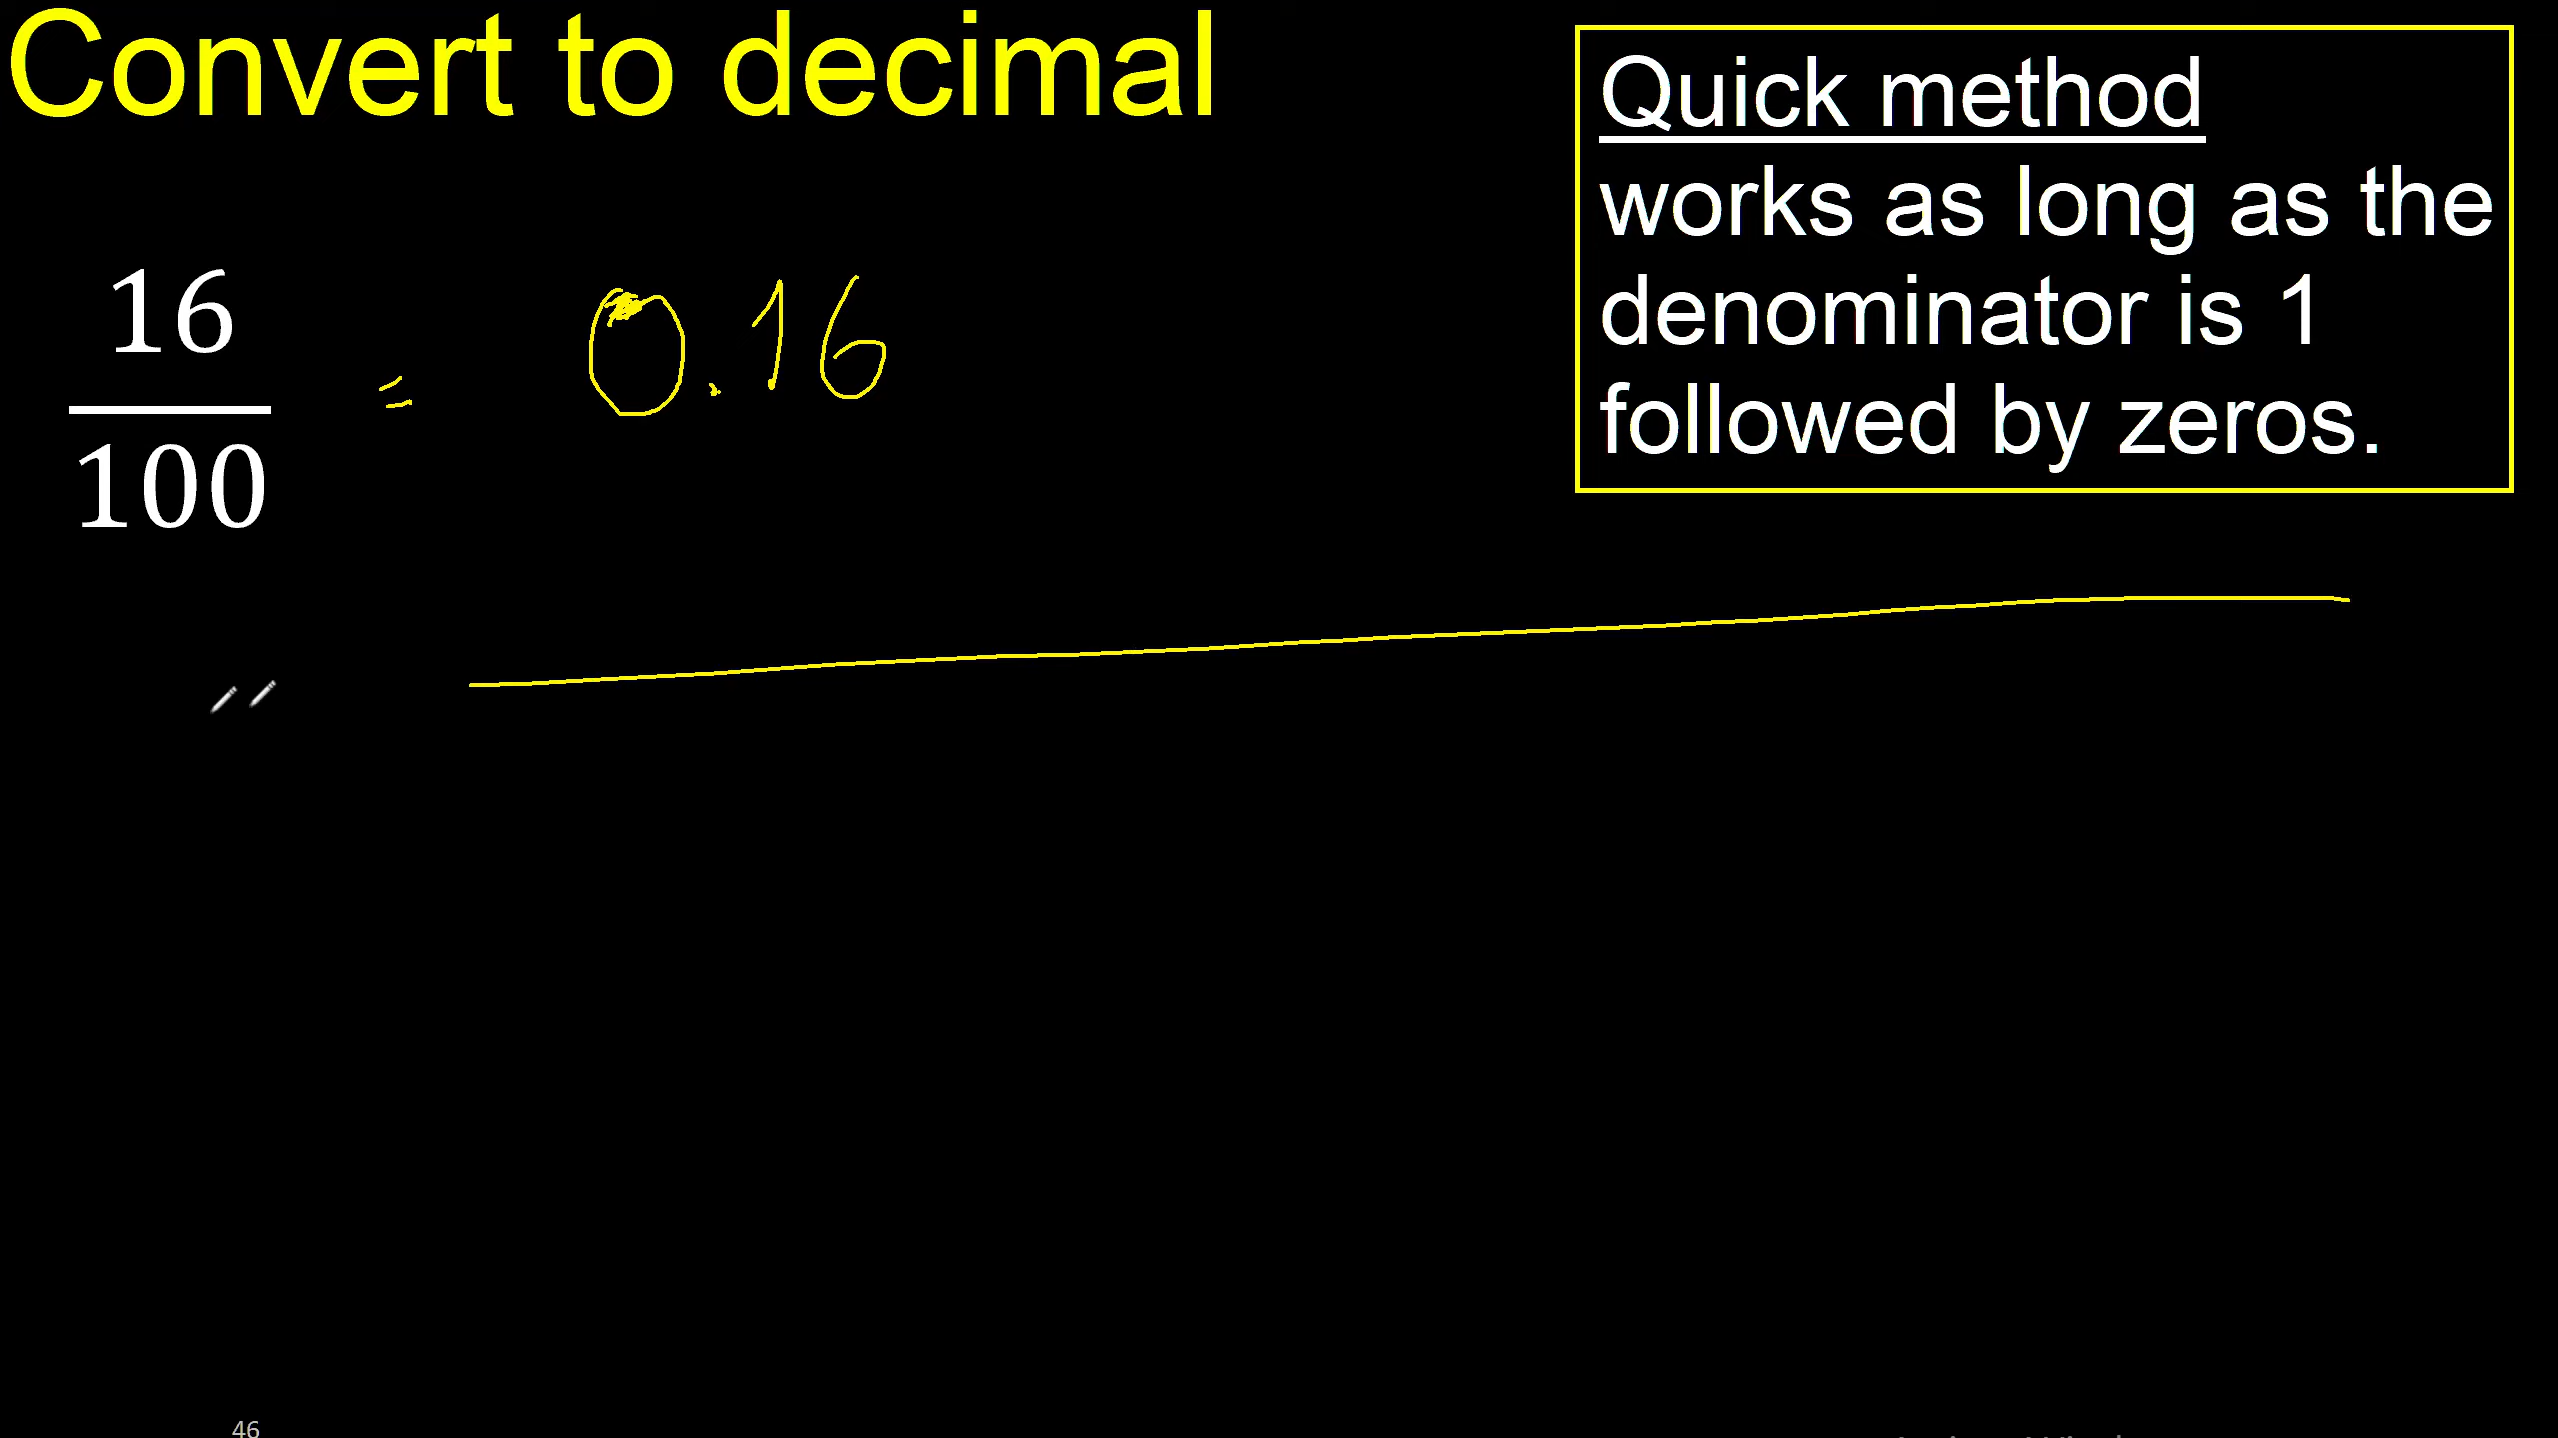 Convert to decimal
16
100
= 0.16
Quick method
works as long as the
denominator is 1
followed by zeros.
46